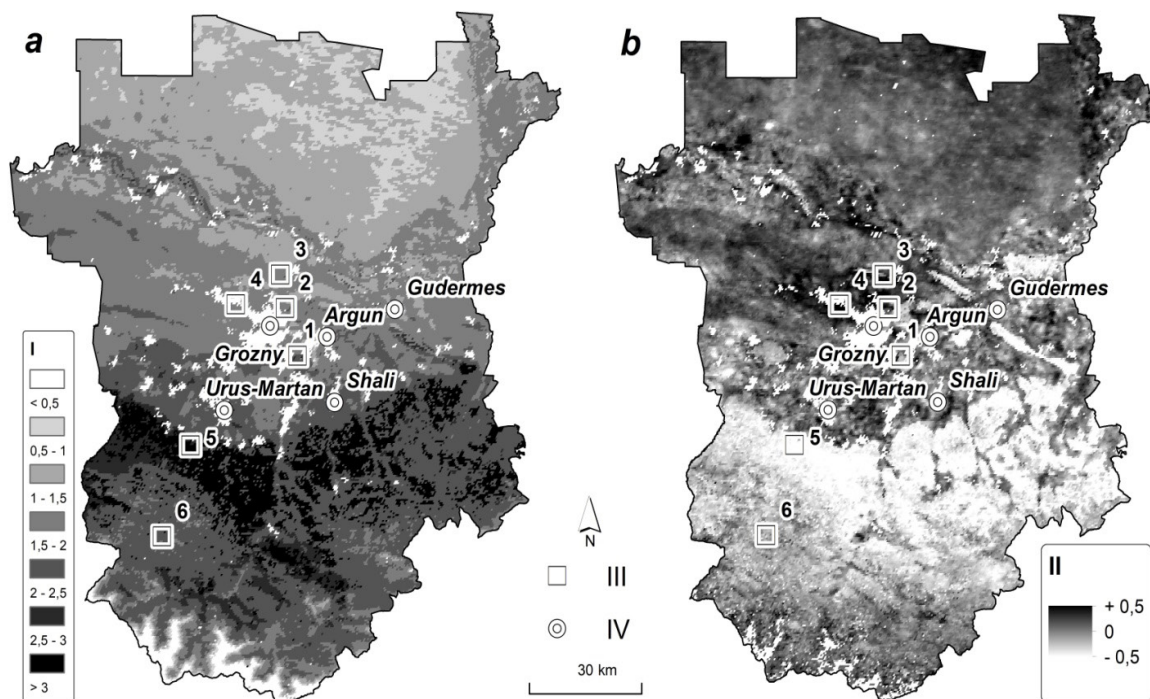 a
3
4
2
Gudermes
1
Argun
Grozny
Urus-Martan
Shali
5
6
I
< 0,5
0,5 - 1
1 - 1,5
1,5 - 2
2 - 2,5
2,5 - 3
> 3
N
III
IV
30 km
b
3
4
2
Gudermes
1
Argun
Grozny
Urus-Martan
Shali
5
6
II
+ 0,5
0
- 0,5